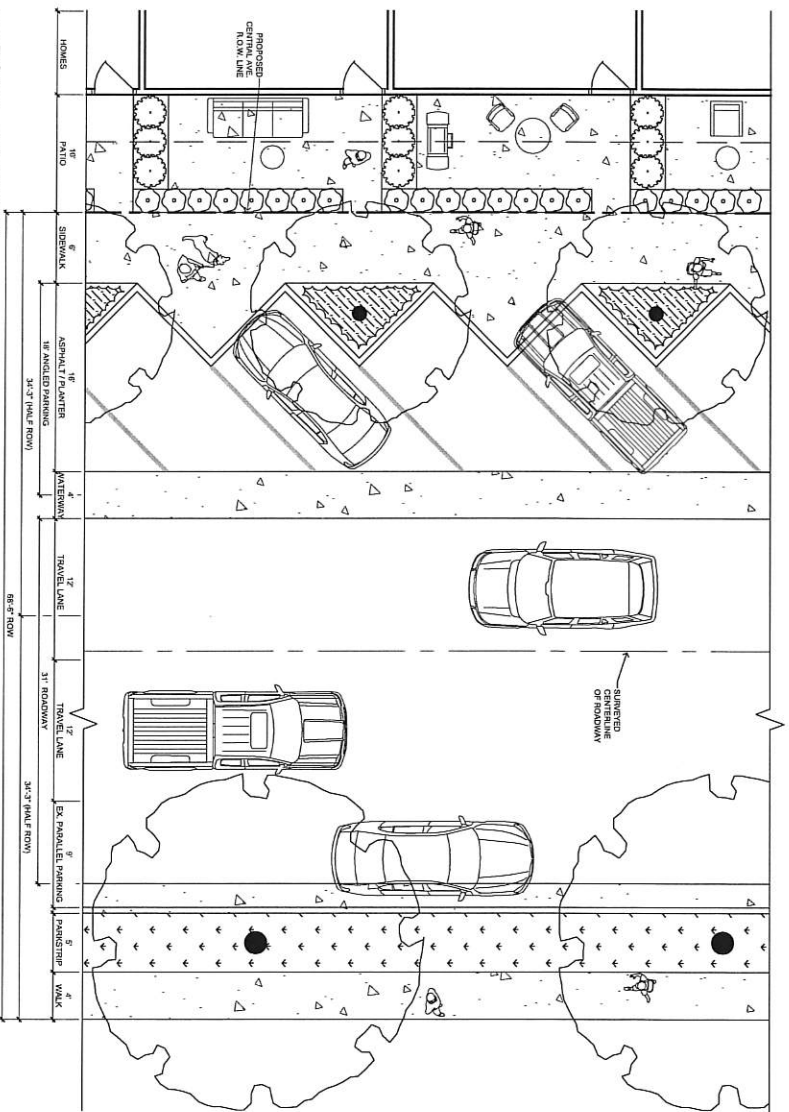 HOMES
10'
PATIO
6'
SIDEWALK
16'
ASPHALT / PLANTER
18' ANGLED PARKING
34'-3" (HALF ROW)
4'
WATERWAY
12'
TRAVEL LANE
12'
TRAVEL LANE
31' ROADWAY
68'-6" ROW
34'-3" (HALF ROW)
9'
EX. PARALLEL PARKING
5'
PARKSTRIP
4'
WALK
PROPOSED
CENTRAL AVE.
R.O.W. LINE
SURVEYED
CENTERLINE
OF ROADWAY